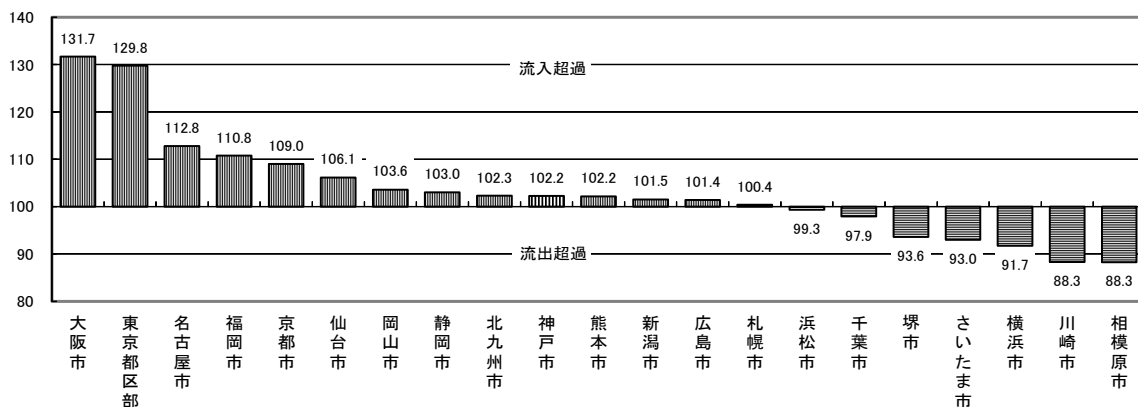 140
130
120
110
100
90
80
流入超過
流出超過
131.7
129.8
112.8
110.8
109.0
106.1
103.6
103.0
102.3
102.2
102.2
101.5
101.4
100.4
99.3
97.9
93.6
93.0
91.7
88.3
88.3
大阪市
東京都区部
名古屋市
福岡市
京都市
仙台市
岡山市
静岡市
北九州市
神戸市
熊本市
新潟市
広島市
札幌市
浜松市
千葉市
堺市
さいたま市
横浜市
川崎市
相模原市